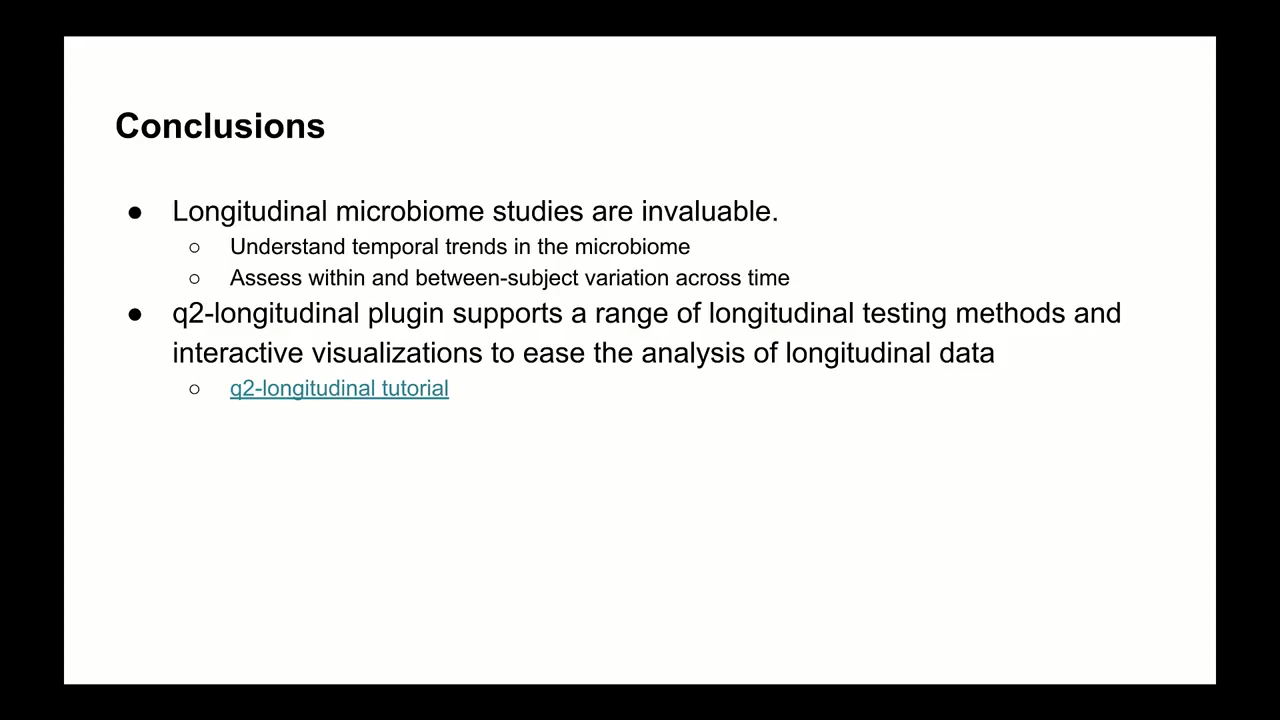 Conclusions
● Longitudinal microbiome studies are invaluable.
○ Understand temporal trends in the microbiome
○ Assess within and between-subject variation across time
● q2-longitudinal plugin supports a range of longitudinal testing methods and
interactive visualizations to ease the analysis of longitudinal data
○ q2-longitudinal tutorial